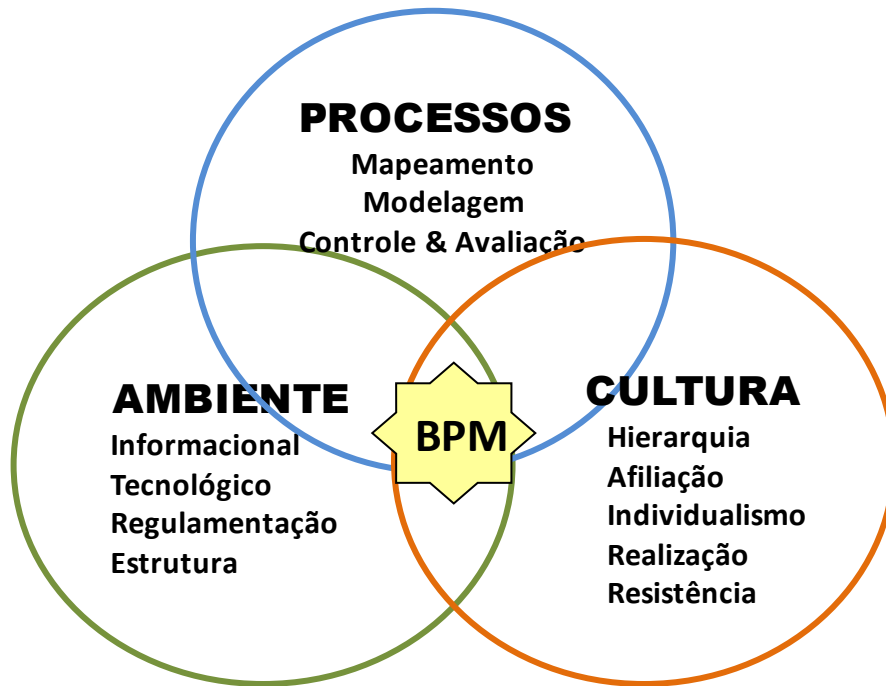 PROCESSOS
Mapeamento
Modelagem
Controle & Avaliação
AMBIENTE
Informacional
Tecnológico
Regulamentação
Estrutura
BPM
CULTURA
Hierarquia
Afiliação
Individualismo
Realização
Resistência